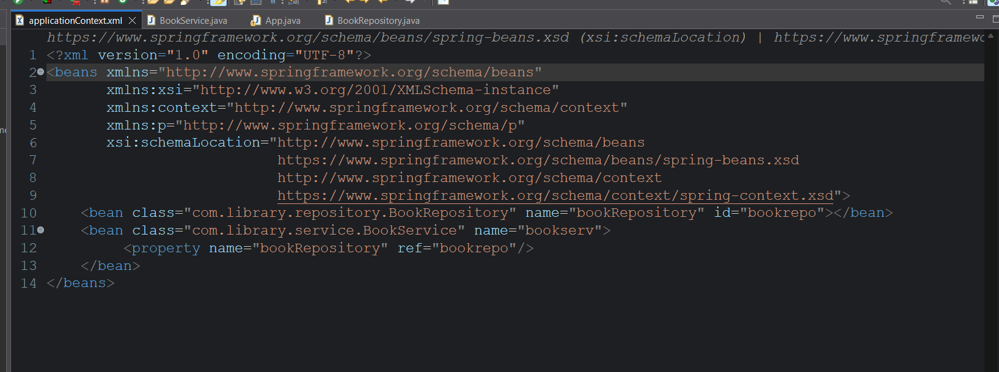 applicationContext.xml BookService.java App.java BookRepository.java
https://www.springframework.org/schema/beans/spring-beans.xsd (xsi:schemaLocation) | https://www.springframewo
1 <?xml version="1.0" encoding="UTF-8"?>
2 <beans xmlns="http://www.springframework.org/schema/beans"
3 xmlns:xsi="http://www.w3.org/2001/XMLSchema-instance"
4 xmlns:context="http://www.springframework.org/schema/context"
5 xmlns:p="http://www.springframework.org/schema/p"
6 xsi:schemaLocation="http://www.springframework.org/schema/beans
7 https://www.springframework.org/schema/beans/spring-beans.xsd
8 http://www.springframework.org/schema/context
9 https://www.springframework.org/schema/context/spring-context.xsd">
10 <bean class="com.library.repository.BookRepository" name="bookRepository" id="bookrepo"></bean>
11 <bean class="com.library.service.BookService" name="bookserv">
12 <property name="bookRepository" ref="bookrepo"/>
13 </bean>
14 </beans>